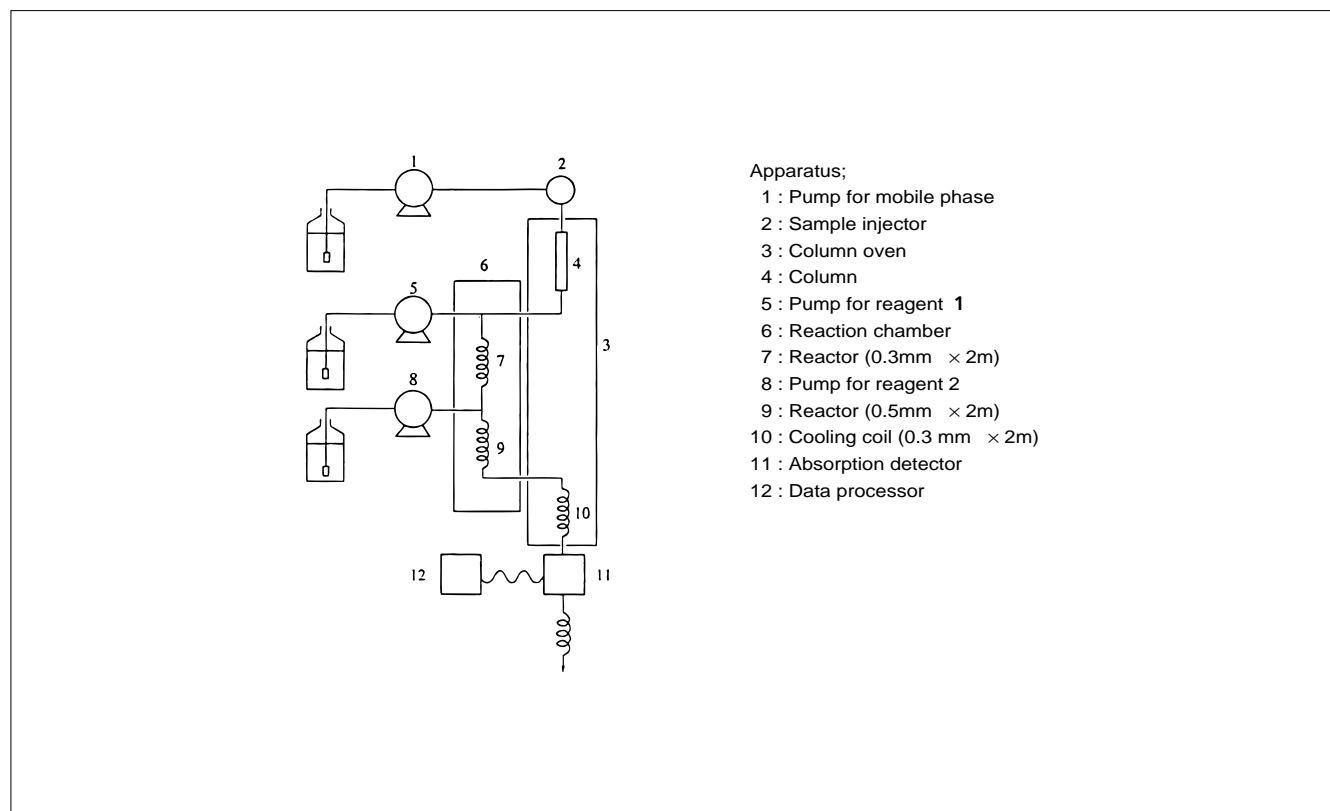 1
2
4
6
5
3
7
8
9
10
12
11
Apparatus;
1 : Pump for mobile phase
2 : Sample injector
3 : Column oven
4 : Column
5 : Pump for reagent 1
6 : Reaction chamber
7 : Reactor (0.3mm × 2m)
8 : Pump for reagent 2
9 : Reactor (0.5mm × 2m)
10 : Cooling coil (0.3 mm × 2m)
11 : Absorption detector
12 : Data processor